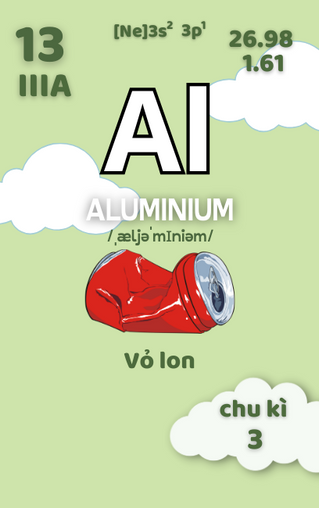 13
IIIA
[Ne]3s² 3p¹
26.98
1.61
Al
ALUMINIUM
/ˌæljəˈmɪniəm/
Vỏ lon
chu kì
3